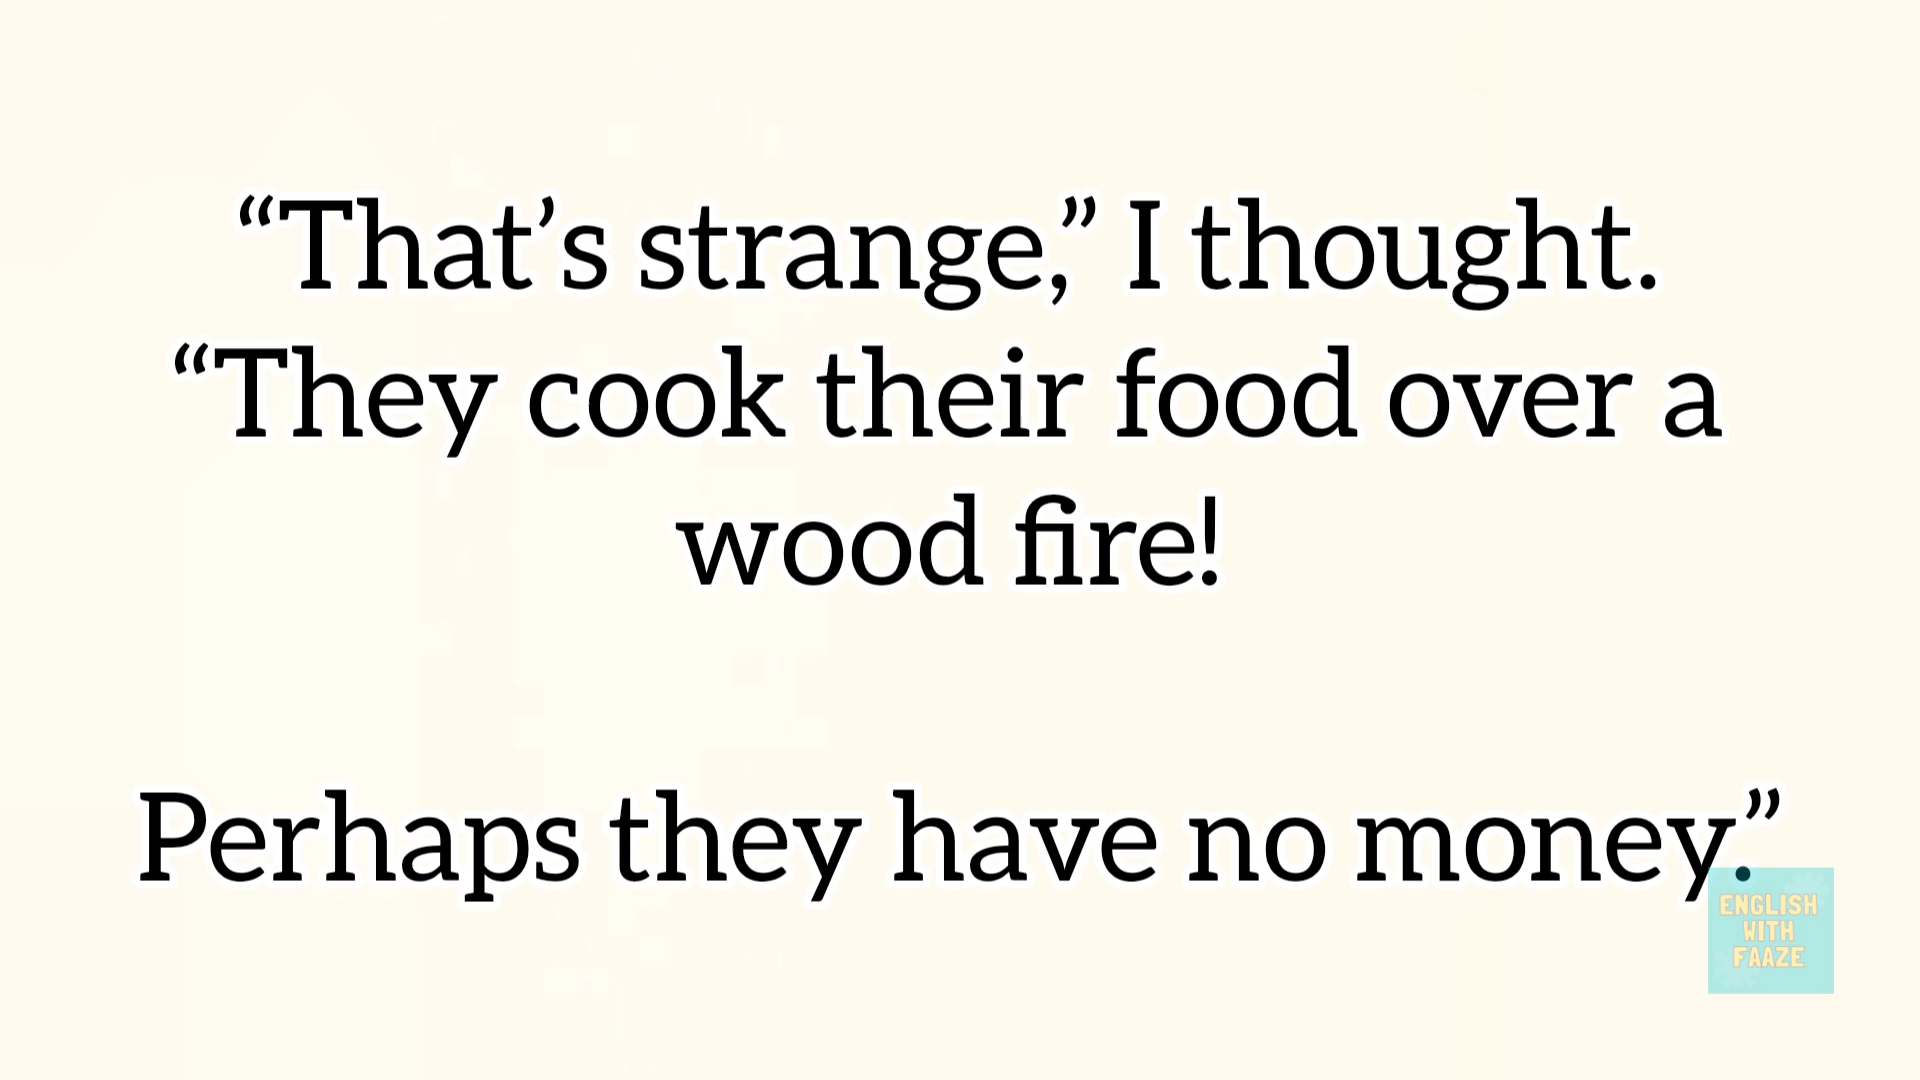 “That’s strange,” I thought.
“They cook their food over a
wood fire!
Perhaps they have no money.”
ENGLISH
WITH
FAAZE